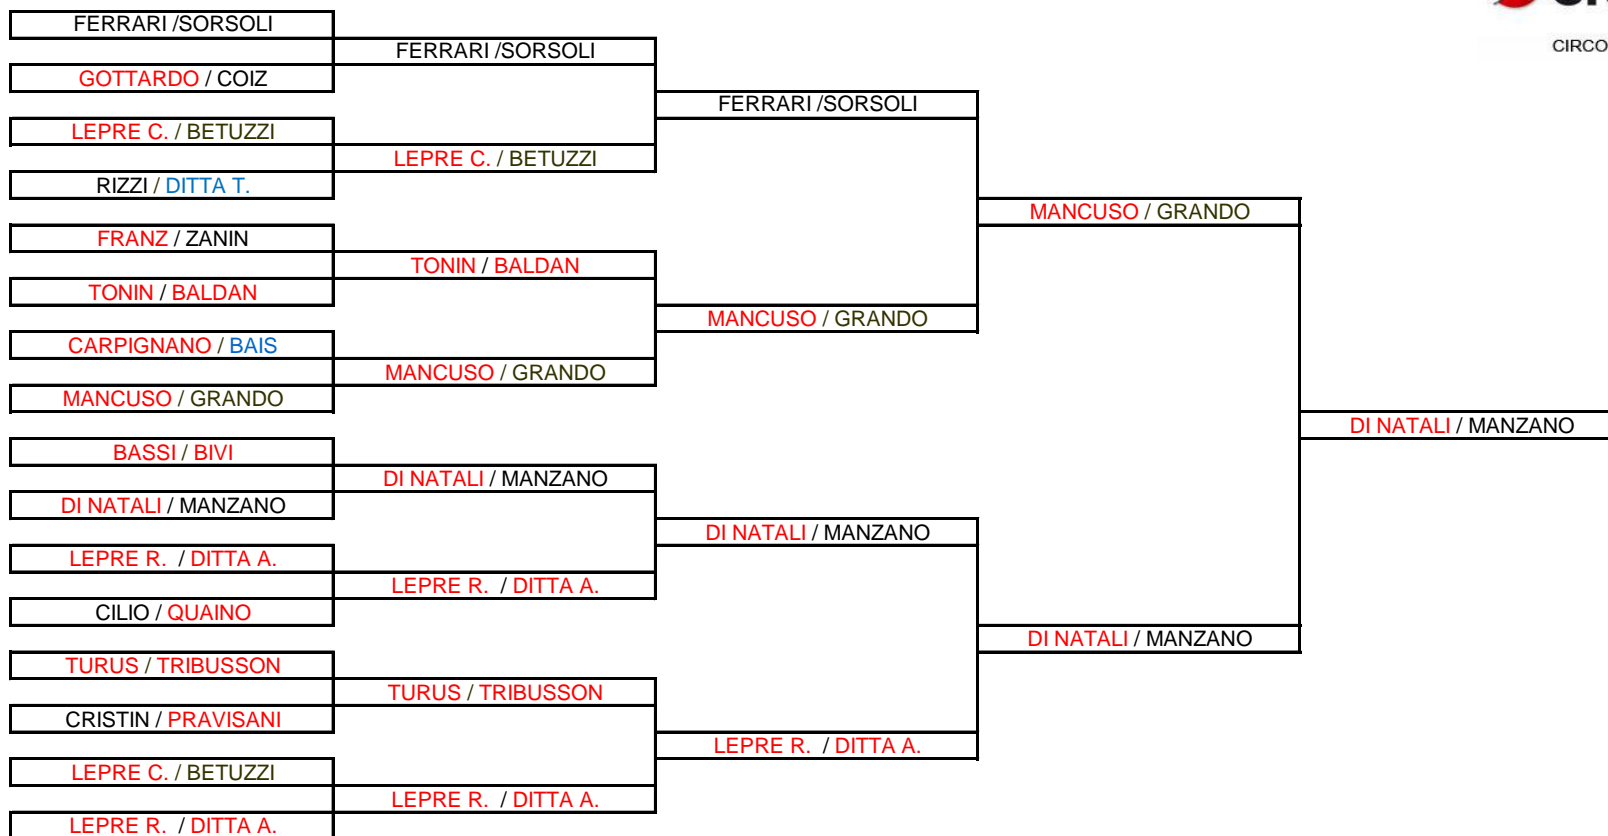 FERRARI /SORSOLI
GOTTARDO / COIZ
LEPRE C. / BETUZZI
RIZZI / DITTA T.
FRANZ / ZANIN
TONIN / BALDAN
CARPIGNANO / BAIS
MANCUSO / GRANDO
BASSI / BIVI
DI NATALI / MANZANO
LEPRE R. / DITTA A.
CILIO / QUAINO
TURUS / TRIBUSSON
CRISTIN / PRAVISANI
LEPRE C. / BETUZZI
LEPRE R. / DITTA A.
FERRARI /SORSOLI
LEPRE C. / BETUZZI
TONIN / BALDAN
MANCUSO / GRANDO
DI NATALI / MANZANO
LEPRE R. / DITTA A.
TURUS / TRIBUSSON
LEPRE R. / DITTA A.
FERRARI /SORSOLI
MANCUSO / GRANDO
DI NATALI / MANZANO
LEPRE R. / DITTA A.
MANCUSO / GRANDO
DI NATALI / MANZANO
DI NATALI / MANZANO
CIRCO